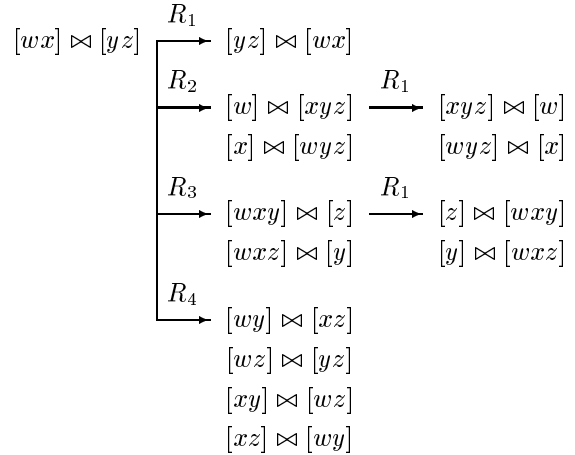 R₁
[wx] ⋈ [yz] [yz] ⋈ [wx]
R₂ R₁
[w] ⋈ [xyz] [xyz] ⋈ [w]
[x] ⋈ [wyz] [wyz] ⋈ [x]
R₃ R₁
[wxy] ⋈ [z] [z] ⋈ [wxy]
[wxz] ⋈ [y] [y] ⋈ [wxz]
R₄
[wy] ⋈ [xz]
[wz] ⋈ [yz]
[xy] ⋈ [wz]
[xz] ⋈ [wy]